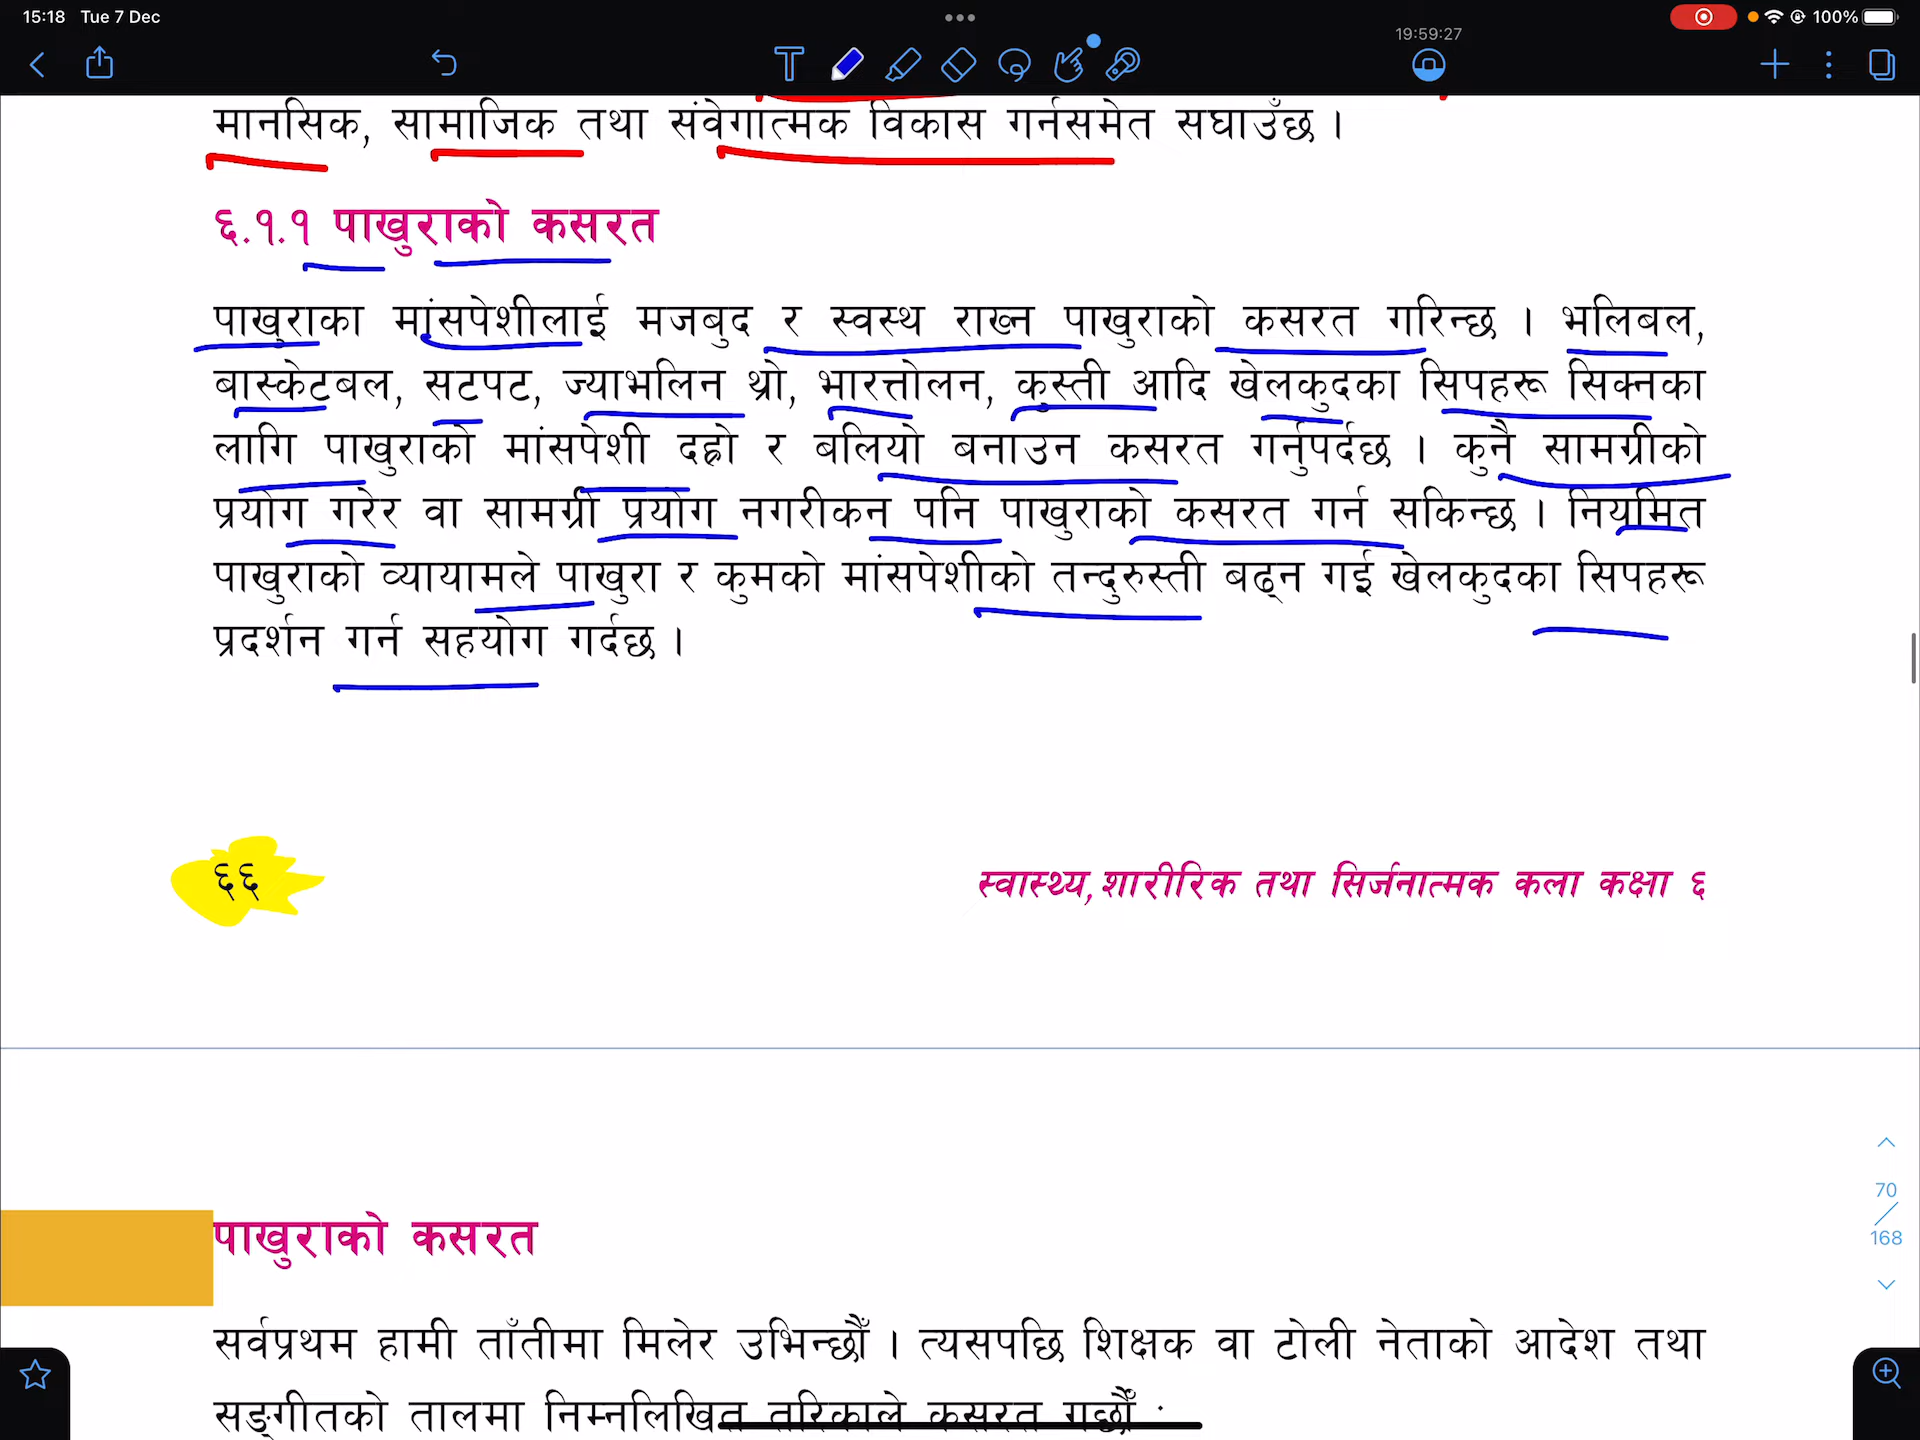 15:18 Tue 7 Dec
100%
19:59:27
मानसिक, सामाजिक तथा संवेगात्मक विकास गर्नसमेत सघाउँछ ।
६.१.१ पाखुराको कसरत
पाखुराका मांसपेशीलाई मजबुद र स्वस्थ राख्न पाखुराको कसरत गरिन्छ । भलिबल,
बास्केटबल, सटपट, ज्याभलिन थ्रो, भारत्तोलन, कुस्ती आदि खेलकुदका सिपहरू सिक्नका
लागि पाखुराको मांसपेशी दह्रो र बलियो बनाउन कसरत गर्नुपर्दछ । कुनै सामग्रीको
प्रयोग गरेर वा सामग्री प्रयोग नगरीकन पनि पाखुराको कसरत गर्न सकिन्छ । नियमित
पाखुराको व्यायामले पाखुरा र कुमको मांसपेशीको तन्दुरुस्ती बढ्न गई खेलकुदका सिपहरू
प्रदर्शन गर्न सहयोग गर्दछ ।
६६
स्वास्थ्य, शारीरिक तथा सिर्जनात्मक कला कक्षा ६
70
168
पाखुराको कसरत
सर्वप्रथम हामी ताँतीमा मिलेर उभिन्छौँ । त्यसपछि शिक्षक वा टोली नेताको आदेश तथा
सङ्गीतको तालमा निम्नलिखित तरिकाले कसरत गर्छौँ :